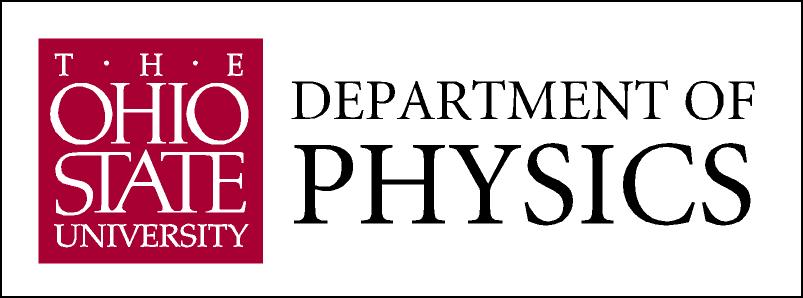 T · H · E
OHIO
STATE
UNIVERSITY
DEPARTMENT OF
PHYSICS